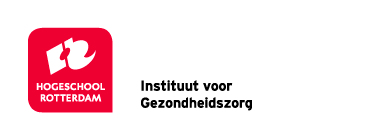 HOGESCHOOL
ROTTERDAM
Instituut voor
Gezondheidszorg